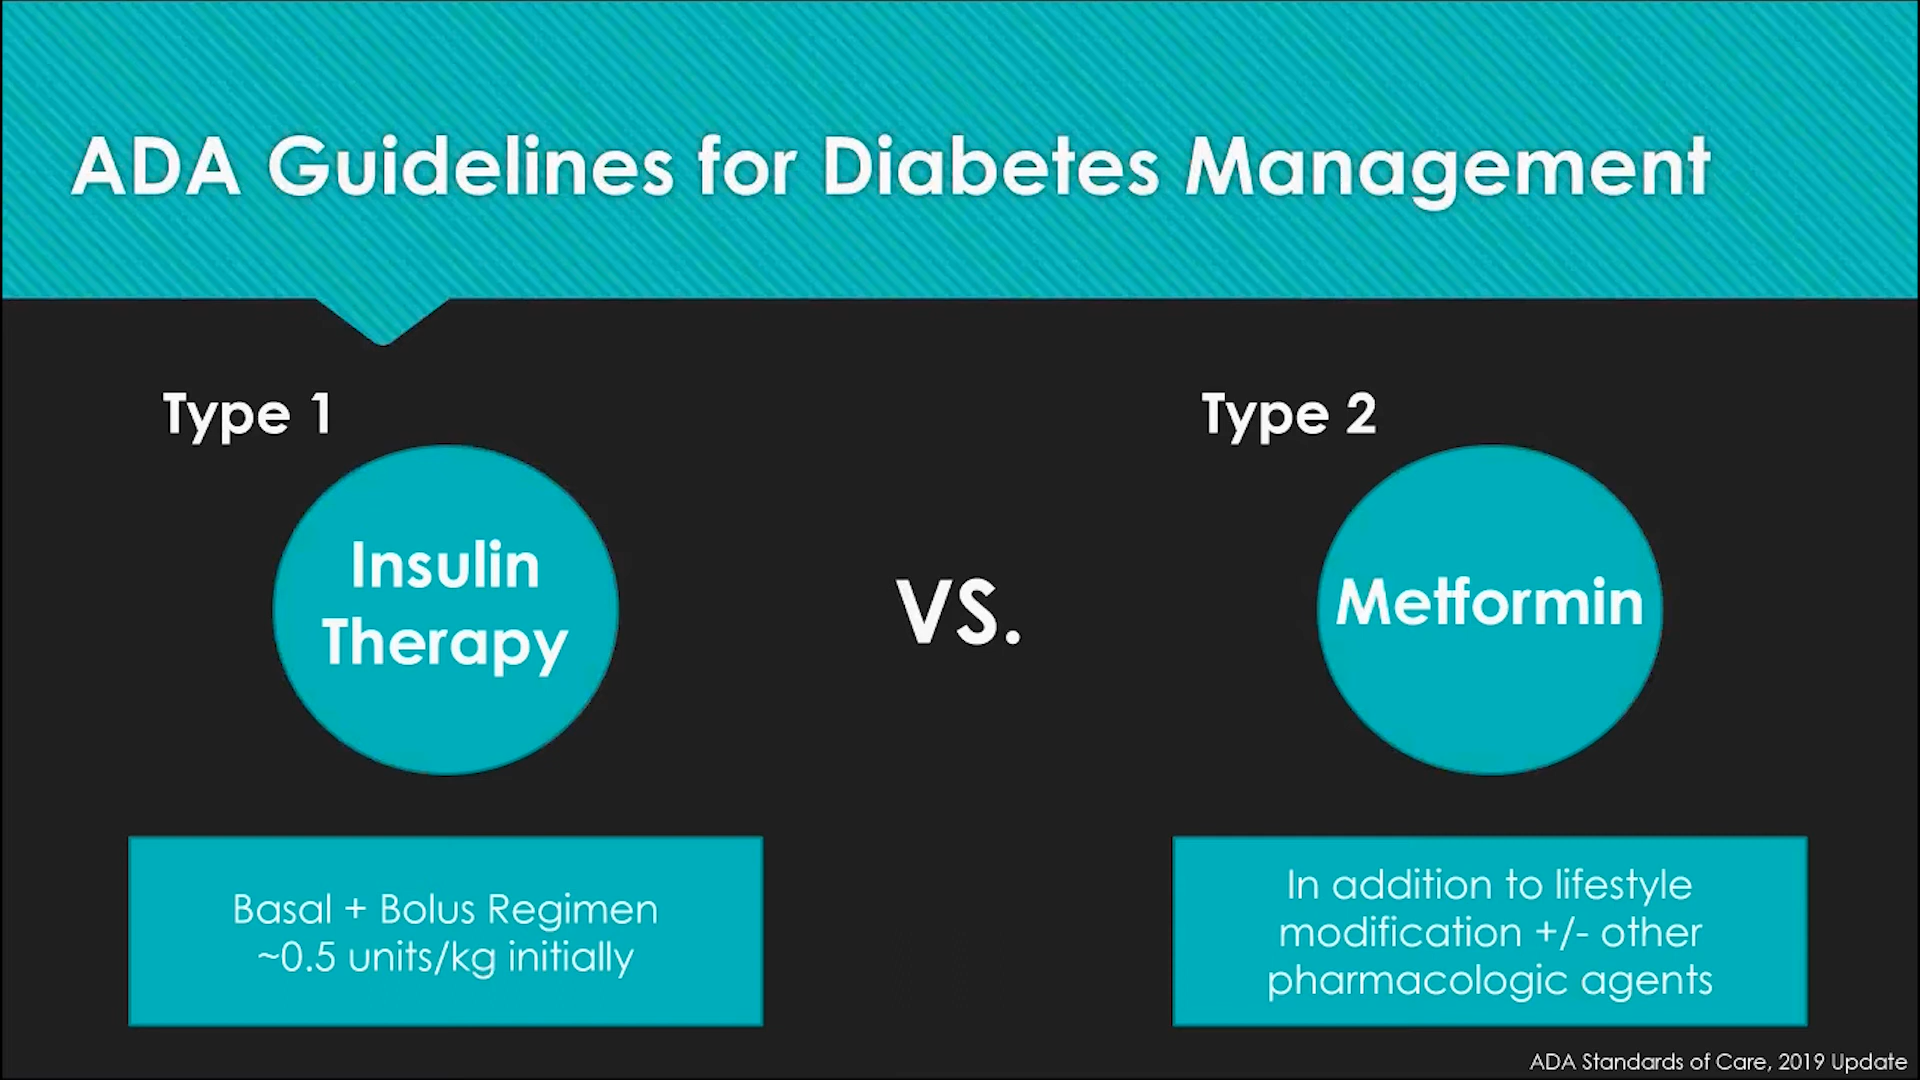 ADA Guidelines for Diabetes Management
Type 1
Insulin
Therapy
Basal + Bolus Regimen
~0.5 units/kg initially
VS.
Type 2
Metformin
In addition to lifestyle
modification +/- other
pharmacologic agents
ADA Standards of Care, 2019 Update